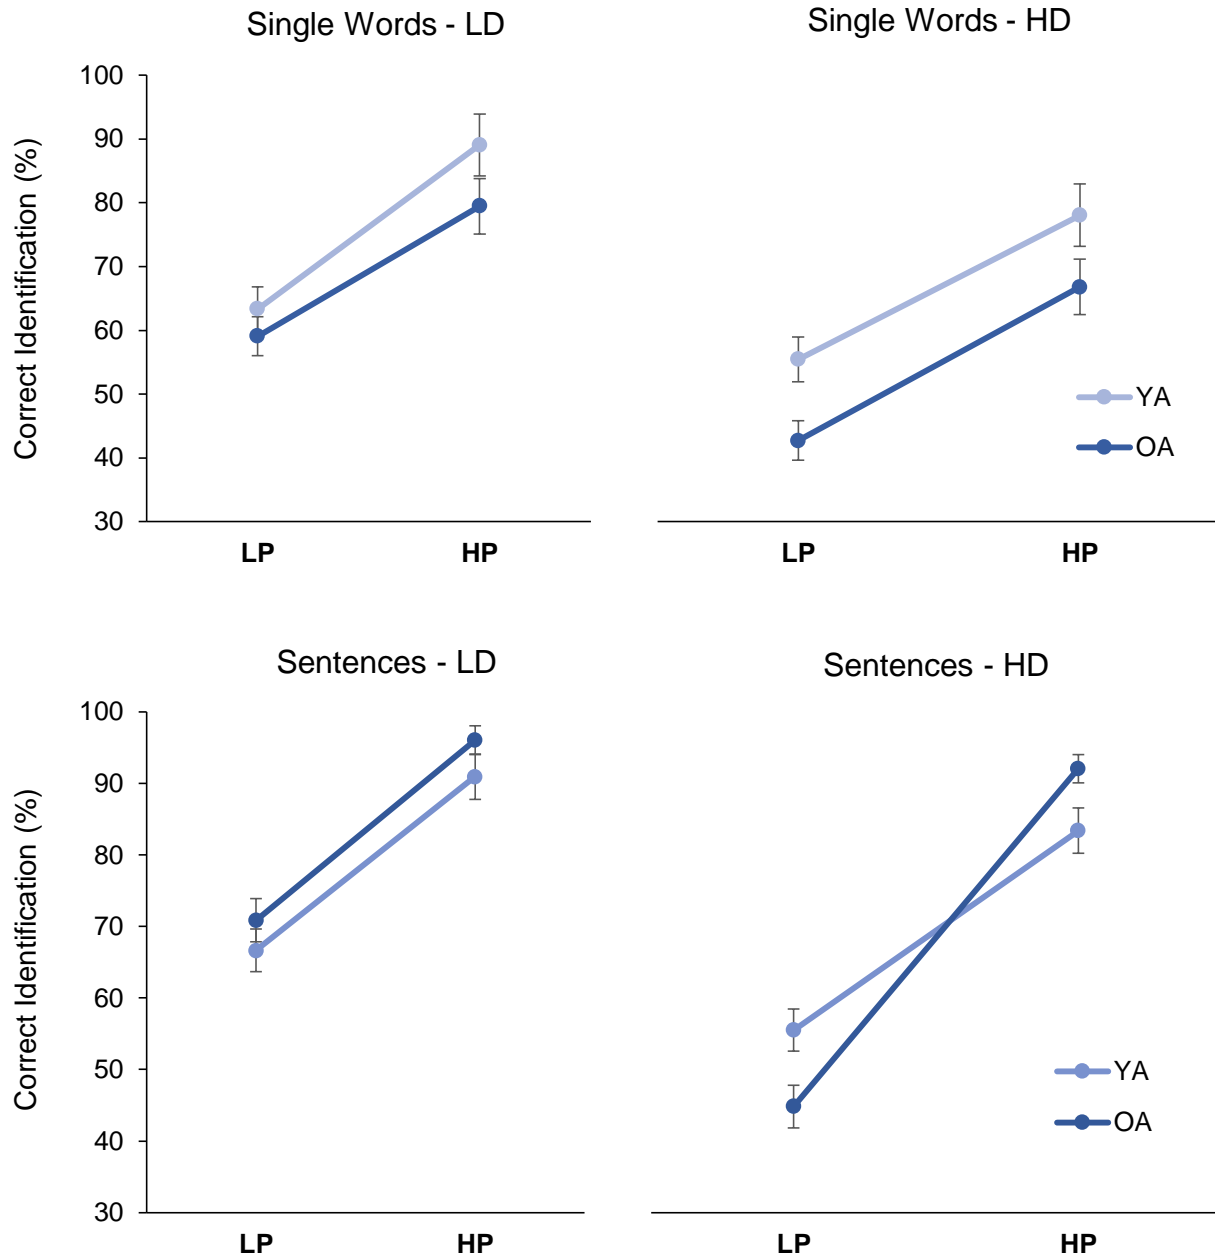 Single Words - LD
Single Words - HD
Correct Identification (%)
100
90
80
70
60
50
40
30
LP
HP
LP
HP
YA
OA
Sentences - LD
Sentences - HD
Correct Identification (%)
100
90
80
70
60
50
40
30
LP
HP
LP
HP
YA
OA